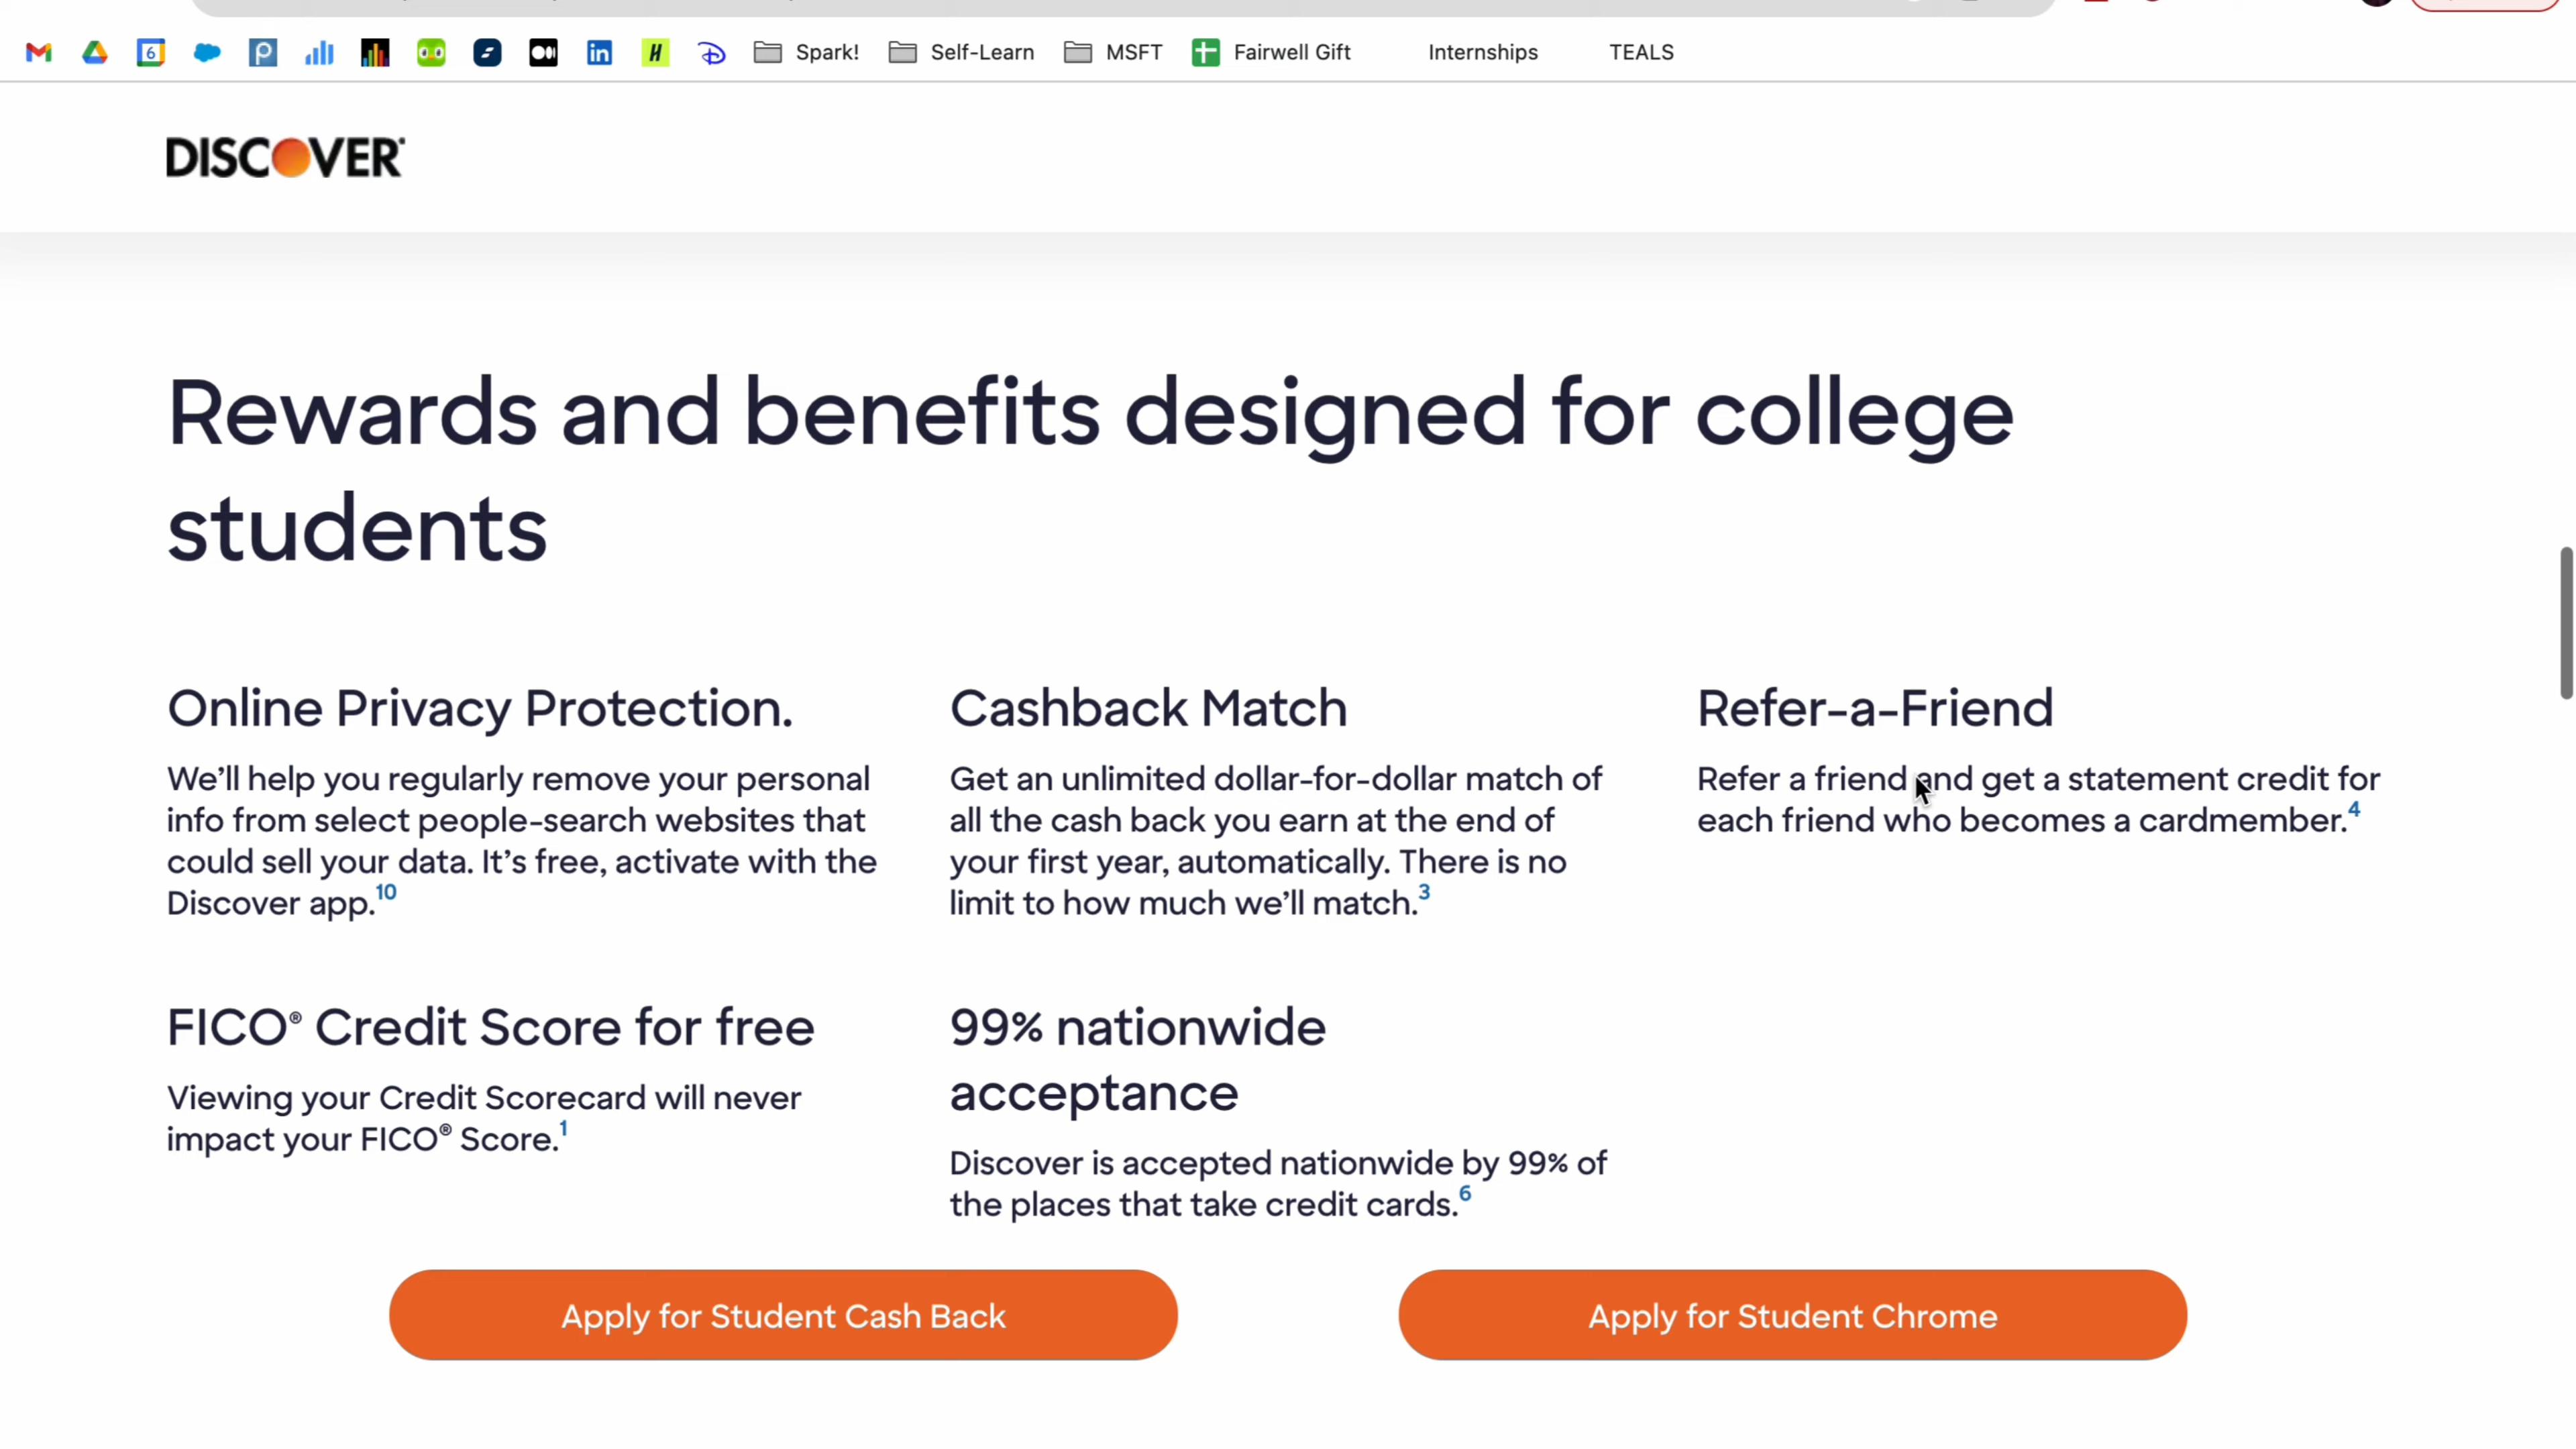 6 Spark! Self-Learn MSFT Fairwell Gift Internships TEALS
DISCOVER
Rewards and benefits designed for college
students
Online Privacy Protection.
We'll help you regularly remove your personal
info from select people-search websites that
could sell your data. It's free, activate with the
Discover app.10
Cashback Match
Get an unlimited dollar-for-dollar match of
all the cash back you earn at the end of
your first year, automatically. There is no
limit to how much we'll match.3
Refer-a-Friend
Refer a friend and get a statement credit for
each friend who becomes a cardmember.4
FICO® Credit Score for free
Viewing your Credit Scorecard will never
impact your FICO® Score.1
99% nationwide
acceptance
Discover is accepted nationwide by 99% of
the places that take credit cards.6
Apply for Student Cash Back
Apply for Student Chrome